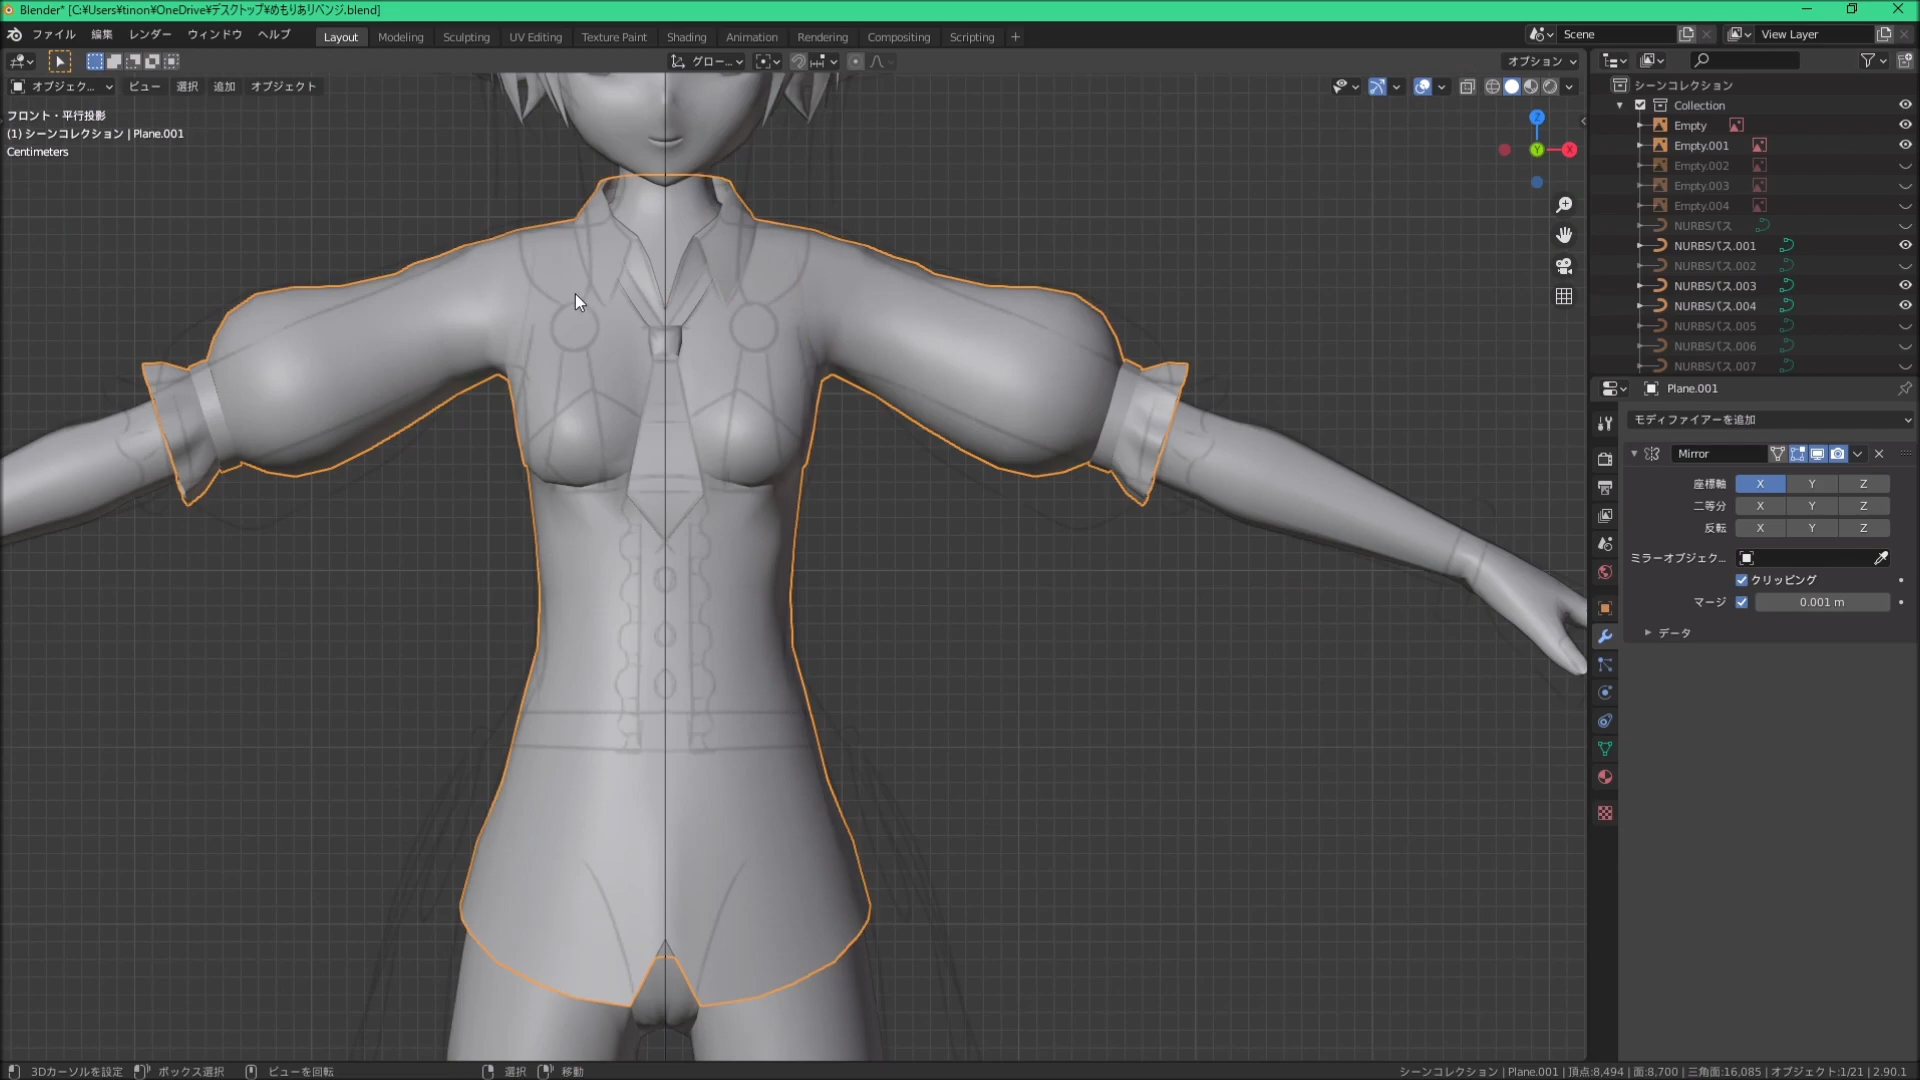 Blender* [C:¥Users¥tinon¥OneDrive¥デスクトップ¥めもりありベンジ.blend]
ファイル 編集 レンダー ウィンドウ ヘルプ
Layout Modeling Sculpting UV Editing Texture Paint Shading Animation Rendering Compositing Scripting +
Scene
View Layer
グロー...
オプション
オブジェク... ビュー 選択 追加 オブジェクト
フロント・平行投影
(1) シーンコレクション | Plane.001
Centimeters
Z
Y
X
シーンコレクション
Collection
Empty
Empty.001
Empty.002
Empty.003
Empty.004
NURBSパス
NURBSパス.001
NURBSパス.002
NURBSパス.003
NURBSパス.004
NURBSパス.005
NURBSパス.006
NURBSパス.007
Plane.001
モディファイアーを追加
Mirror
座標軸 X Y Z
二等分 X Y Z
反転 X Y Z
ミラーオブジェク...
クリッピング
マージ 0.001 m
データ
3Dカーソルを設定 ボックス選択 ビューを回転 選択 移動
シーンコレクション | Plane.001 | 頂点:8,494 | 面:8,700 | 三角面:16,085 | オブジェクト:1/21 | 2.90.1